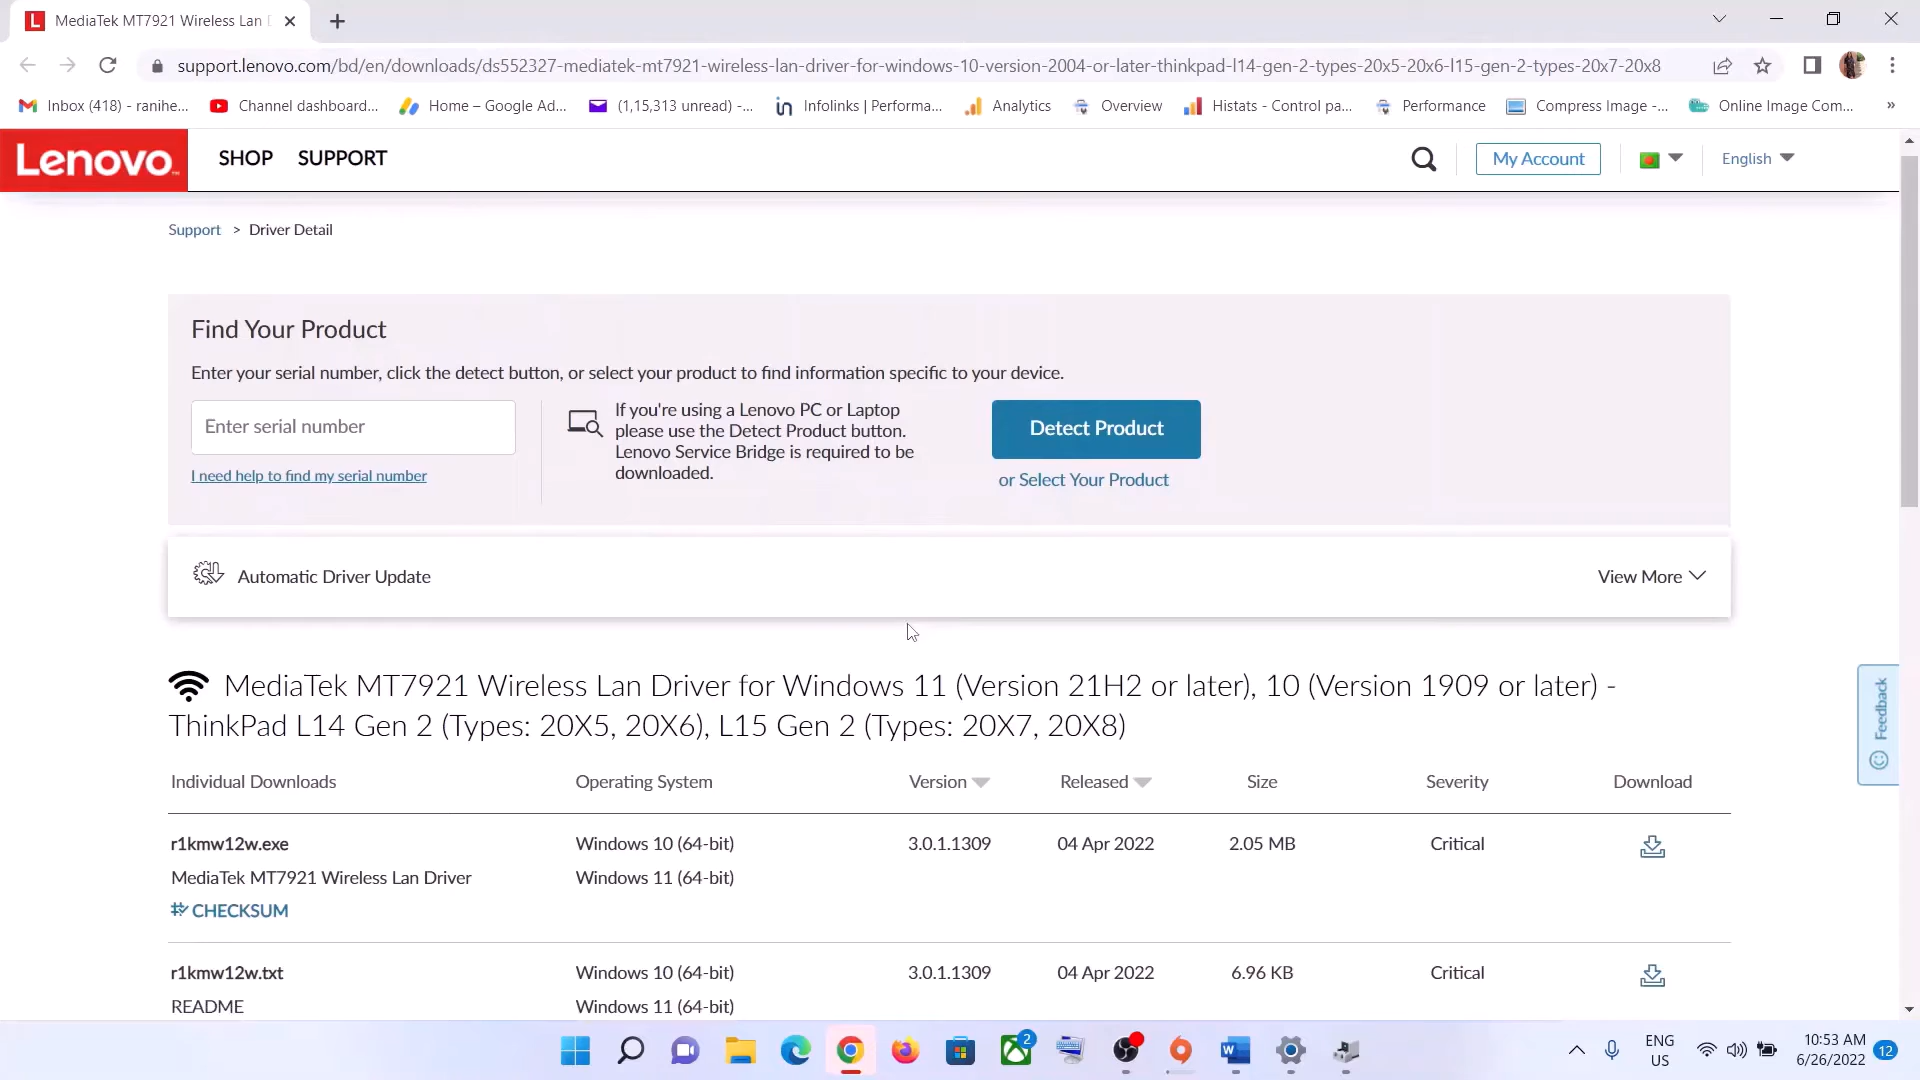 MediaTek MT7921 Wireless Lan D
support.lenovo.com/bd/en/downloads/ds552327-mediatek-mt7921-wireless-lan-driver-for-windows-10-version-2004-or-later-thinkpad-l14-gen-2-types-20x5-20x6-l15-gen-2-types-20x7-20x8
Inbox (418) - ranihe... Channel dashboard... Home – Google Ad... (1,15,313 unread) -... Infolinks | Performa... Analytics Overview Histats - Control pa... Performance Compress Image -... Online Image Com... »
Lenovo SHOP SUPPORT My Account English
Support > Driver Detail
Find Your Product
Enter your serial number, click the detect button, or select your product to find information specific to your device.
Enter serial number
I need help to find my serial number
If you're using a Lenovo PC or Laptop
please use the Detect Product button.
Lenovo Service Bridge is required to be
downloaded.
Detect Product
or Select Your Product
Automatic Driver Update View More
MediaTek MT7921 Wireless Lan Driver for Windows 11 (Version 21H2 or later), 10 (Version 1909 or later) -
ThinkPad L14 Gen 2 (Types: 20X5, 20X6), L15 Gen 2 (Types: 20X7, 20X8)
Feedback
Individual Downloads Operating System Version Released Size Severity Download
r1kmw12w.exe Windows 10 (64-bit) 3.0.1.1309 04 Apr 2022 2.05 MB Critical
MediaTek MT7921 Wireless Lan Driver Windows 11 (64-bit)
CHECKSUM
r1kmw12w.txt Windows 10 (64-bit) 3.0.1.1309 04 Apr 2022 6.96 KB Critical
README Windows 11 (64-bit)
2
ENG
US
10:53 AM
6/26/2022
12